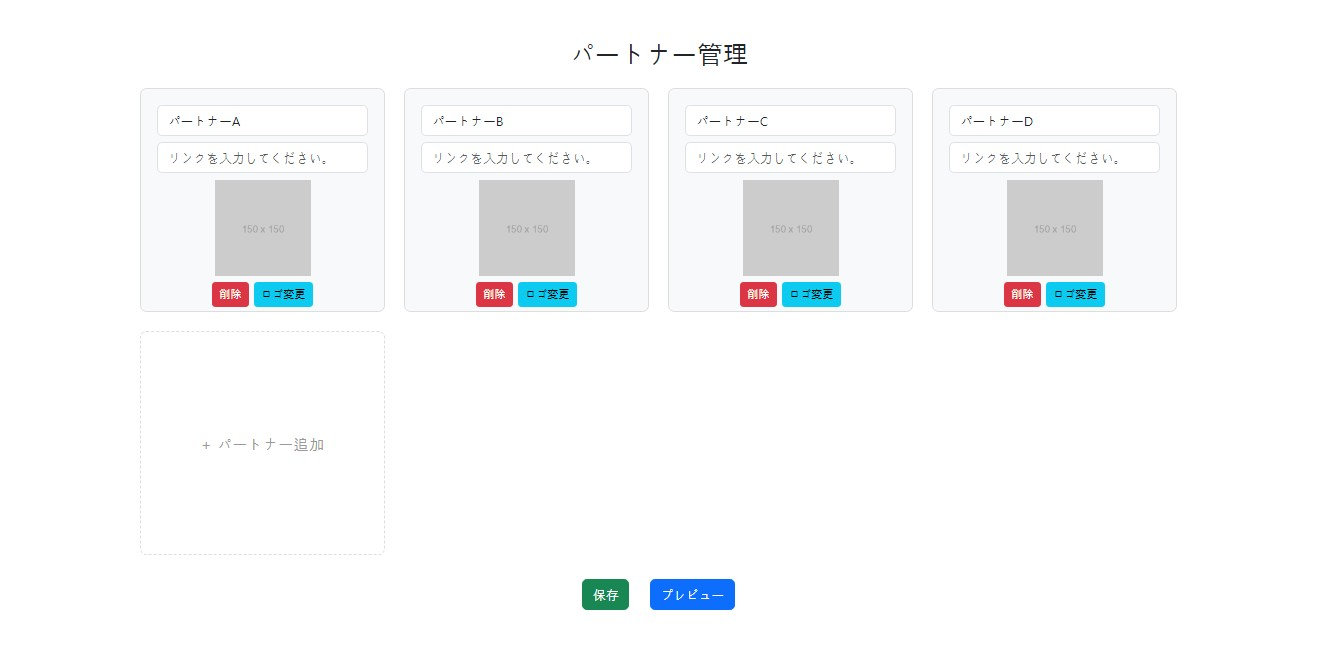 パートナー管理
パートナーA
リンクを入力してください。
150 x 150
削除 ロゴ変更
パートナーB
リンクを入力してください。
150 x 150
削除 ロゴ変更
パートナーC
リンクを入力してください。
150 x 150
削除 ロゴ変更
パートナーD
リンクを入力してください。
150 x 150
削除 ロゴ変更
+ パートナー追加
保存 プレビュー